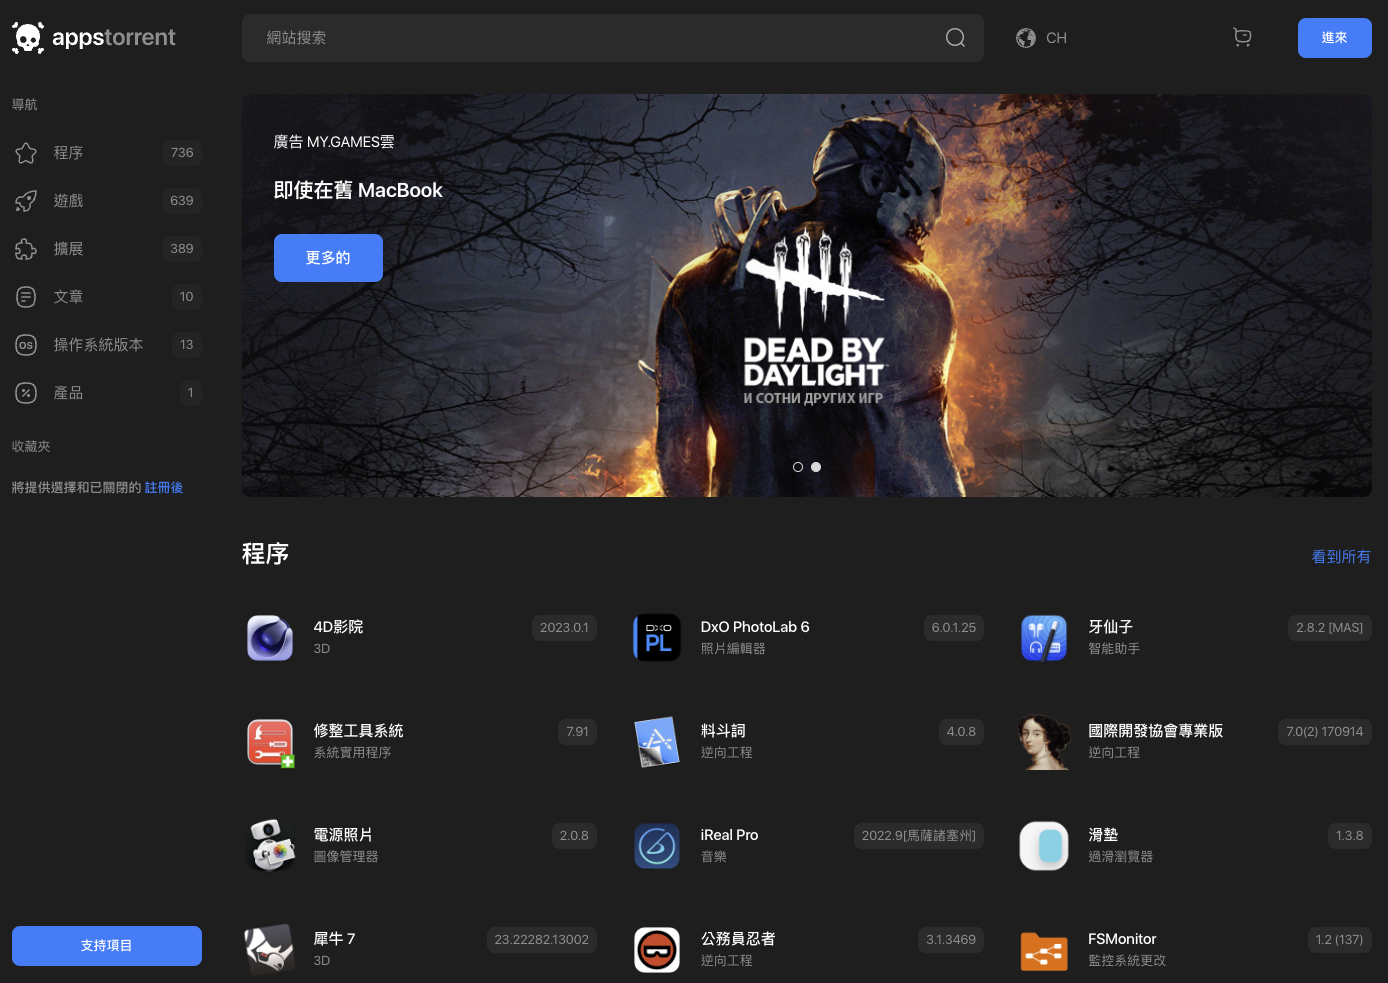 appstorrent
網站搜索
CH
進來
導航
程序 736
遊戲 639
擴展 389
文章 10
操作系統版本 13
產品 1
收藏夾
將提供選擇和已關閉的 註冊後
支持項目
廣告 MY.GAMES雲
即使在舊 MacBook
更多的
DEAD BY
DAYLIGHT
И СОТНИ ДРУГИХ ИГР
程序
看到所有
4D影院 2023.0.1
3D
DxO PhotoLab 6 6.0.1.25
照片編輯器
DXO
PL
牙仙子 2.8.2 [MAS]
智能助手
修整工具系統 7.91
系統實用程序
料斗詞 4.0.8
逆向工程
國際開發協會專業版 7.0(2) 170914
逆向工程
電源照片 2.0.8
圖像管理器
iReal Pro 2022.9[馬薩諸塞州]
音樂
滑墊 1.3.8
過滑瀏覽器
犀牛 7 23.22282.13002
3D
公務員忍者 3.1.3469
逆向工程
FSMonitor 1.2 (137)
監控系統更改